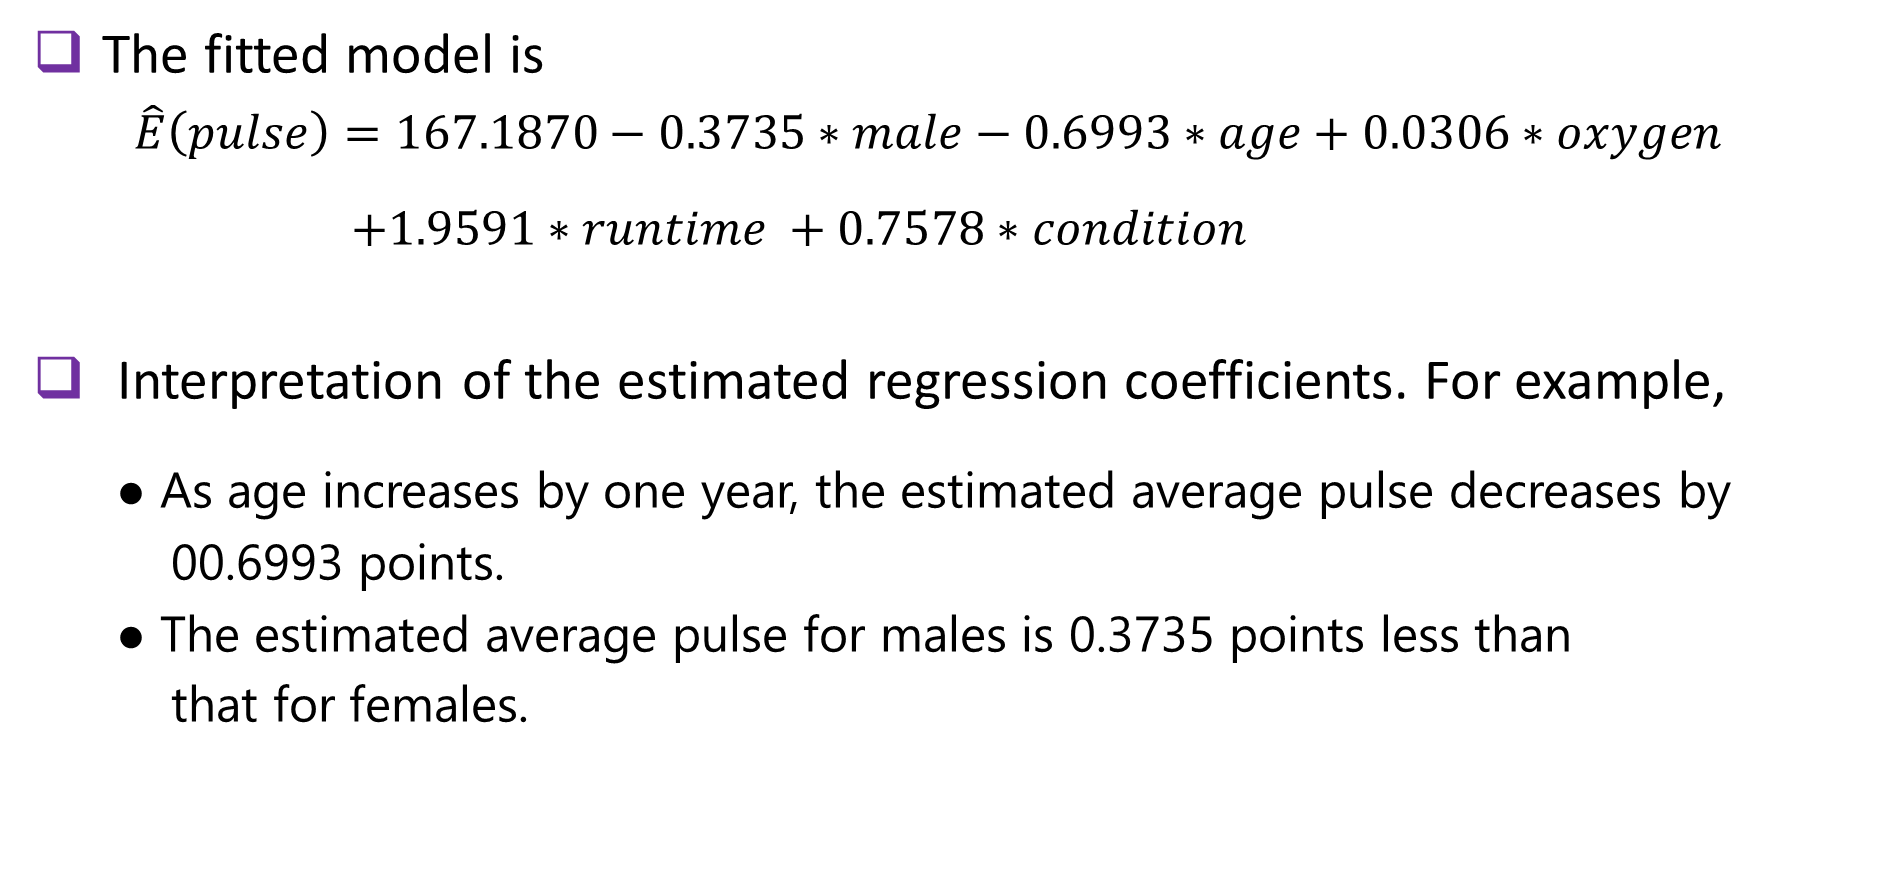 ❑ The fitted model is
Ê(pulse) = 167.1870 − 0.3735 ∗ male − 0.6993 ∗ age + 0.0306 ∗ oxygen
+1.9591 ∗ runtime + 0.7578 ∗ condition
❑ Interpretation of the estimated regression coefficients. For example,
● As age increases by one year, the estimated average pulse decreases by
00.6993 points.
● The estimated average pulse for males is 0.3735 points less than
that for females.